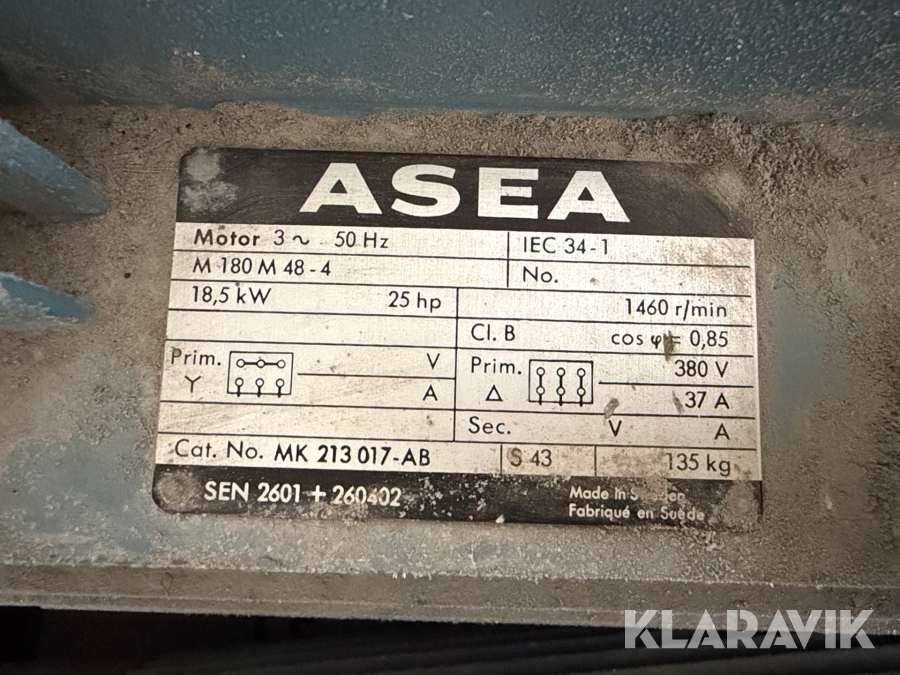 ASEA
Motor 3 ~ 50 Hz
IEC 34-1
M 180 M 48-4
No.
18,5 kW 25 hp
1460 r/min
Cl. B cos φ = 0,85
Prim. V
Prim. 380 V
Y A
Δ 37 A
Sec. V A
Cat. No. MK 213 017-AB
S 43
135 kg
SEN 2601 + 260402
Made in Sweden
Fabriqué en Suède
KLARAVIK